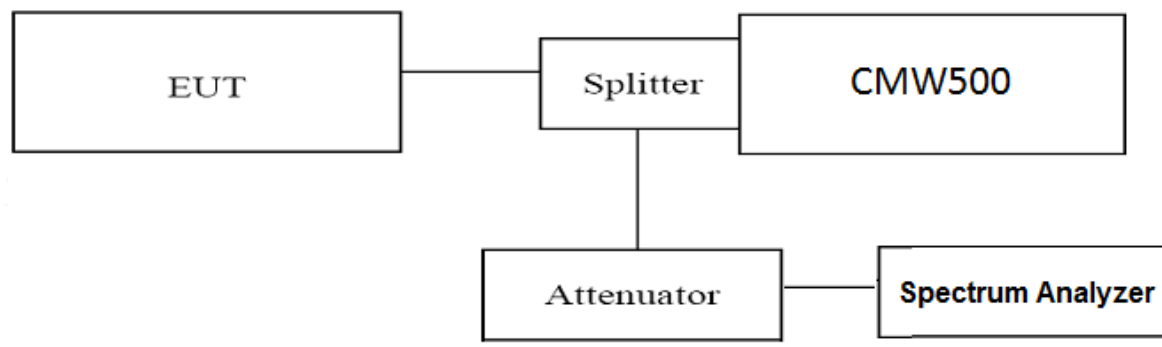 EUT
Splitter
CMW500
Attenuator
Spectrum Analyzer